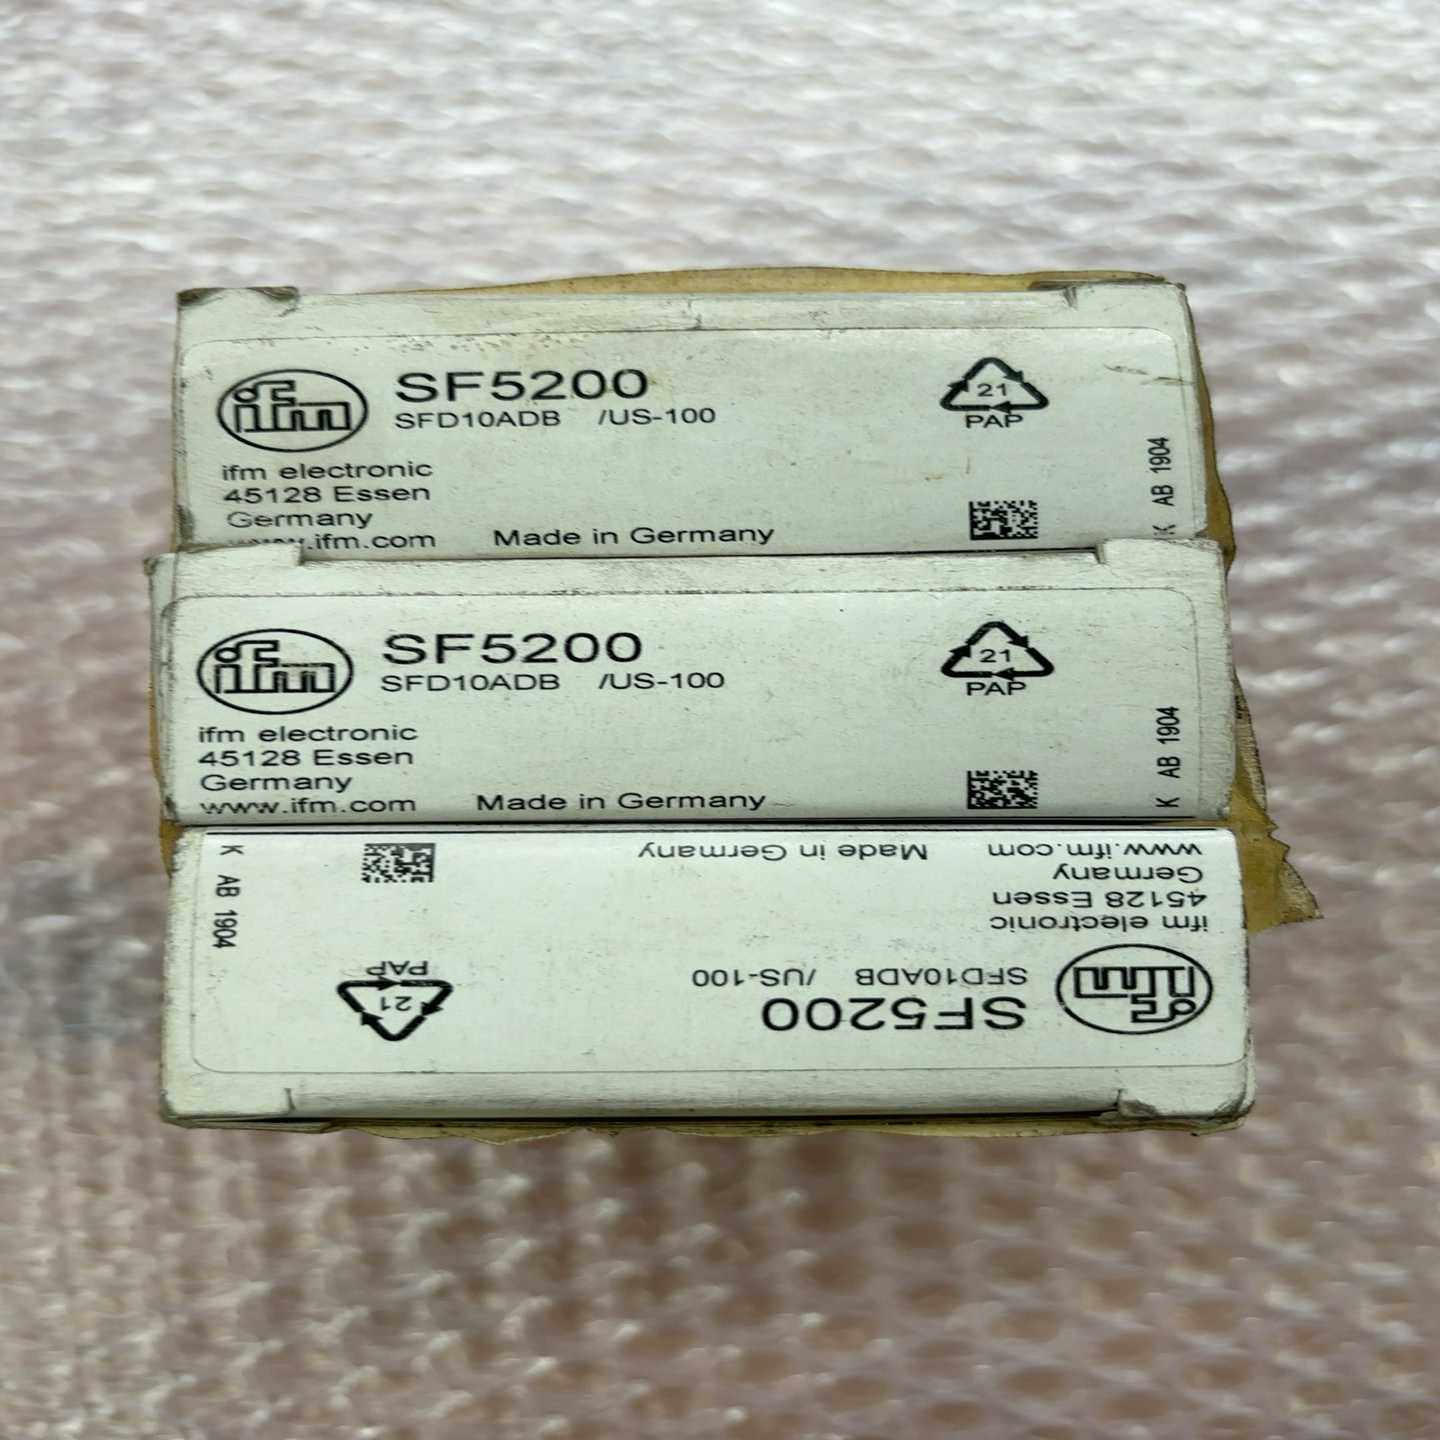 ifm
SF5200
SFD10ADB /US-100
ifm electronic
45128 Essen
Germany
www.ifm.com Made in Germany
21
PAP
K AB 1904
ifm
SF5200
SFD10ADB /US-100
ifm electronic
45128 Essen
Germany
www.ifm.com Made in Germany
21
PAP
K AB 1904
ifm
SF5200
SFD10ADB /US-100
ifm electronic
45128 Essen
Germany
www.ifm.com Made in Germany
21
PAP
K AB 1904